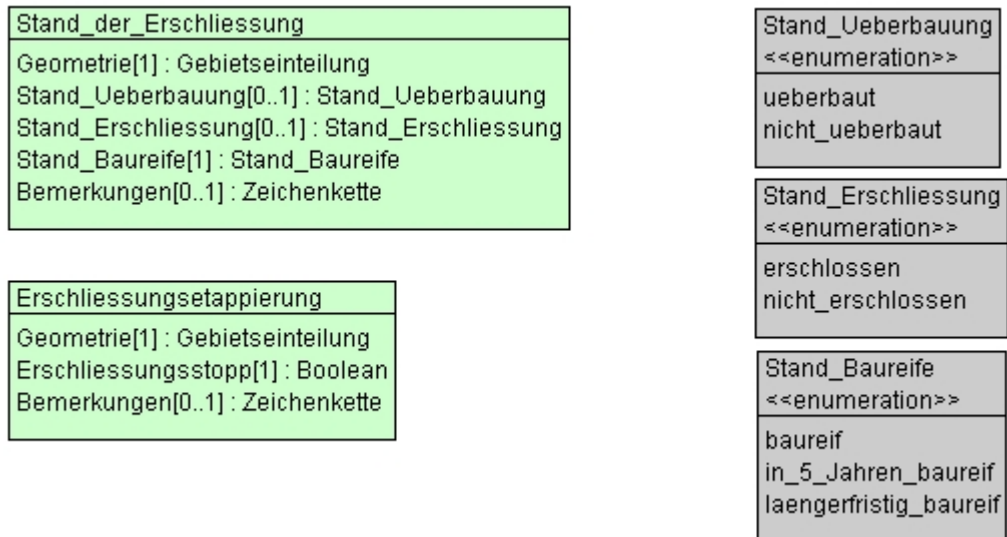 Stand_der_Erschliessung
Geometrie[1] : Gebietseinteilung
Stand_Ueberbauung[0..1] : Stand_Ueberbauung
Stand_Erschliessung[0..1] : Stand_Erschliessung
Stand_Baureife[1] : Stand_Baureife
Bemerkungen[0..1] : Zeichenkette
Erschliessungsetappierung
Geometrie[1] : Gebietseinteilung
Erschliessungsstopp[1] : Boolean
Bemerkungen[0..1] : Zeichenkette
Stand_Ueberbauung
<<enumeration>>
ueberbaut
nicht_ueberbaut
Stand_Erschliessung
<<enumeration>>
erschlossen
nicht_erschlossen
Stand_Baureife
<<enumeration>>
baureif
in_5_Jahren_baureif
laengerfristig_baureif